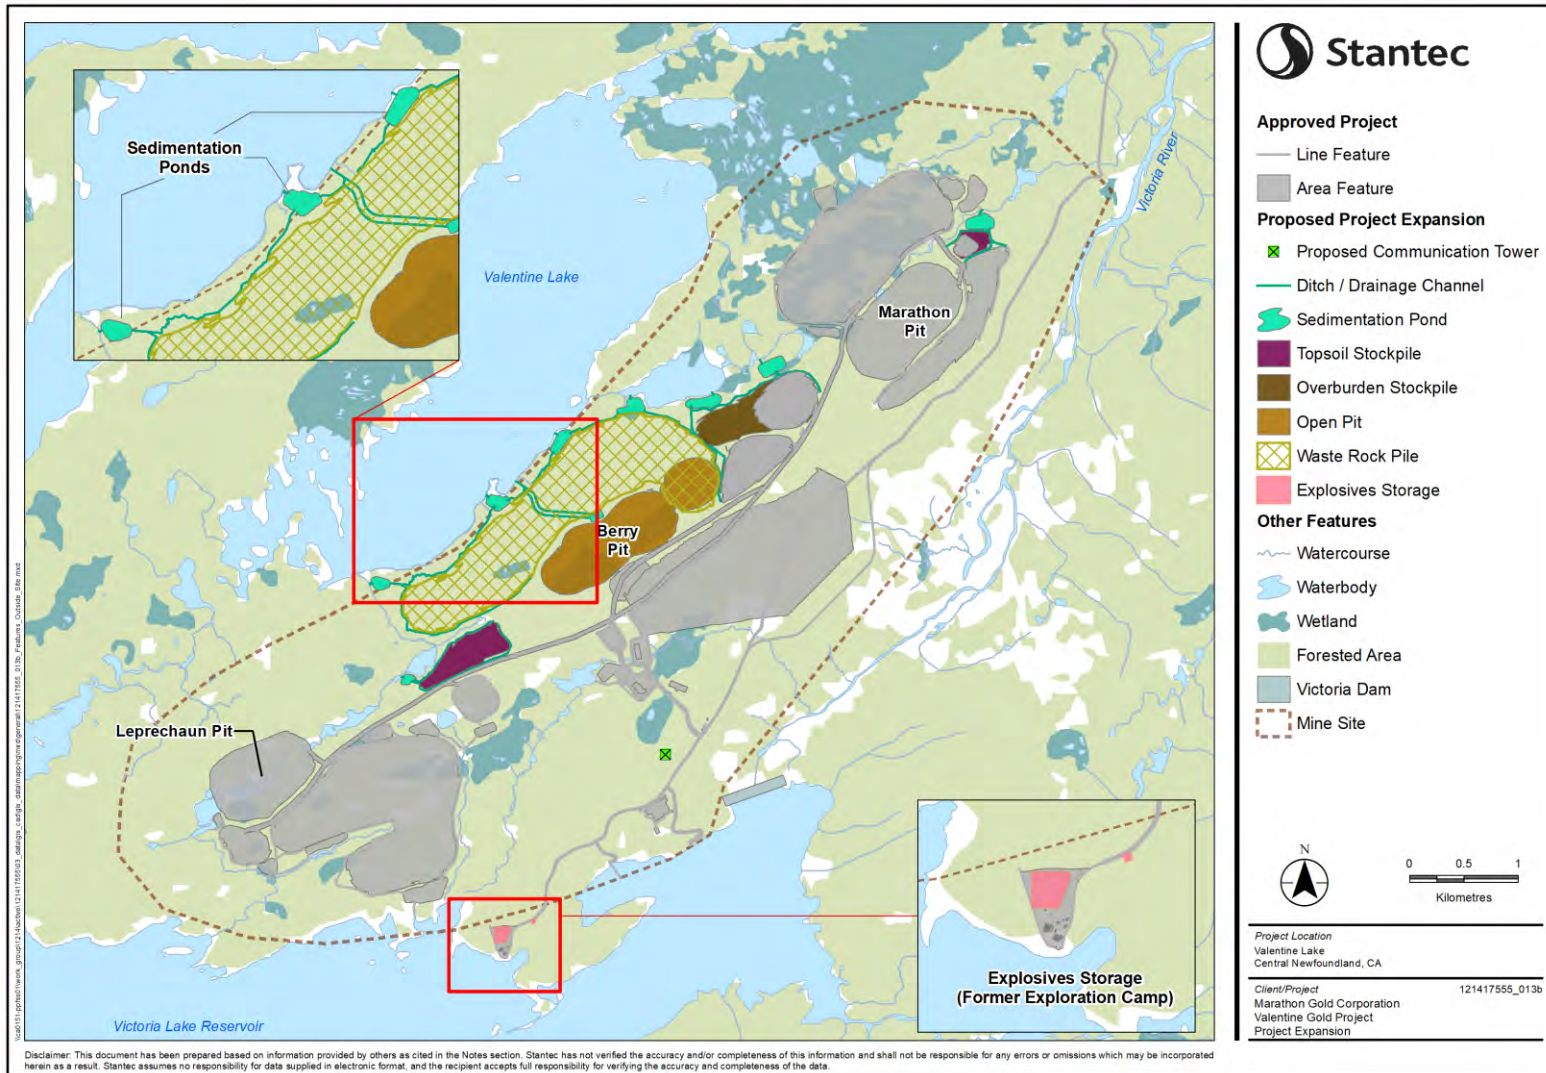 Sedimentation
Ponds
Valentine Lake
Victoria River
Marathon
Pit
Berry
Pit
Leprechaun Pit
Explosives Storage
(Former Exploration Camp)
Victoria Lake Reservoir
Stantec
Approved Project
Line Feature
Area Feature
Proposed Project Expansion
Proposed Communication Tower
Ditch / Drainage Channel
Sedimentation Pond
Topsoil Stockpile
Overburden Stockpile
Open Pit
Waste Rock Pile
Explosives Storage
Other Features
Watercourse
Waterbody
Wetland
Forested Area
Victoria Dam
Mine Site
N
0 0.5 1
Kilometres
Project Location
Valentine Lake
Central Newfoundland, CA
Client/Project 121417555_013b
Marathon Gold Corporation
Valentine Gold Project
Project Expansion
Disclaimer: This document has been prepared based on information provided by others as cited in the Notes section. Stantec has not verified the accuracy and/or completeness of this information and shall not be responsible for any errors or omissions which may be incorporated
herein as a result. Stantec assumes no responsibility for data supplied in electronic format, and the recipient accepts full responsibility for verifying the accuracy and completeness of the data.